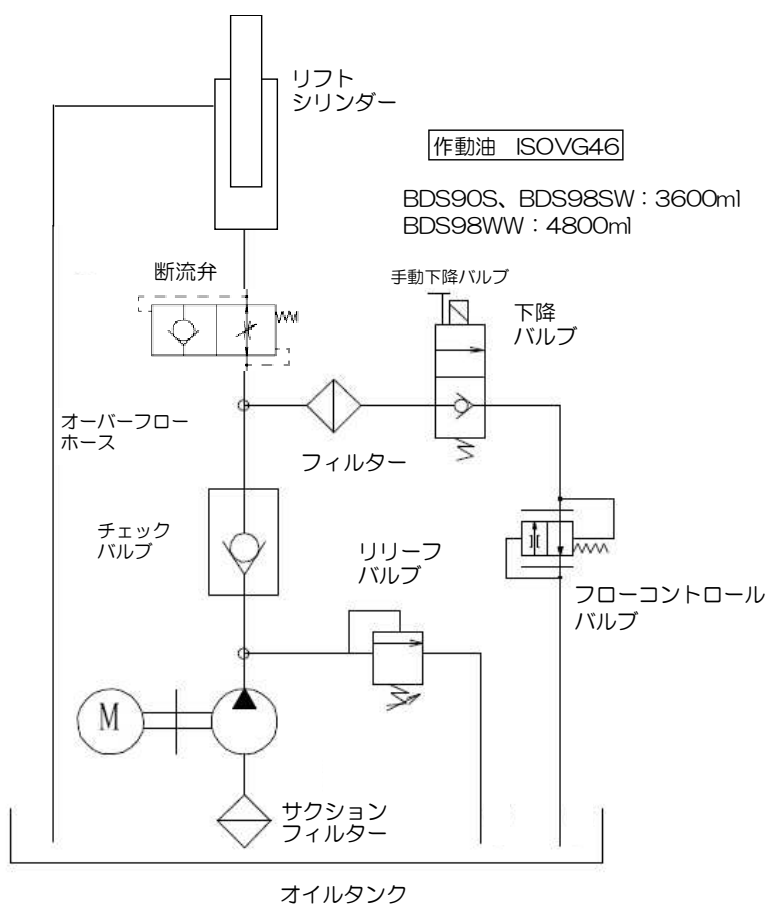 リフト
シリンダー
作動油 ISOVG46
BDS90S、BDS98SW：3600ml
BDS98WW：4800ml
断流弁
手動下降バルブ
下降
バルブ
オーバーフロー
ホース
フィルター
チェック
バルブ
リリーフ
バルブ
フローコントロール
バルブ
M
サクション
フィルター
オイルタンク